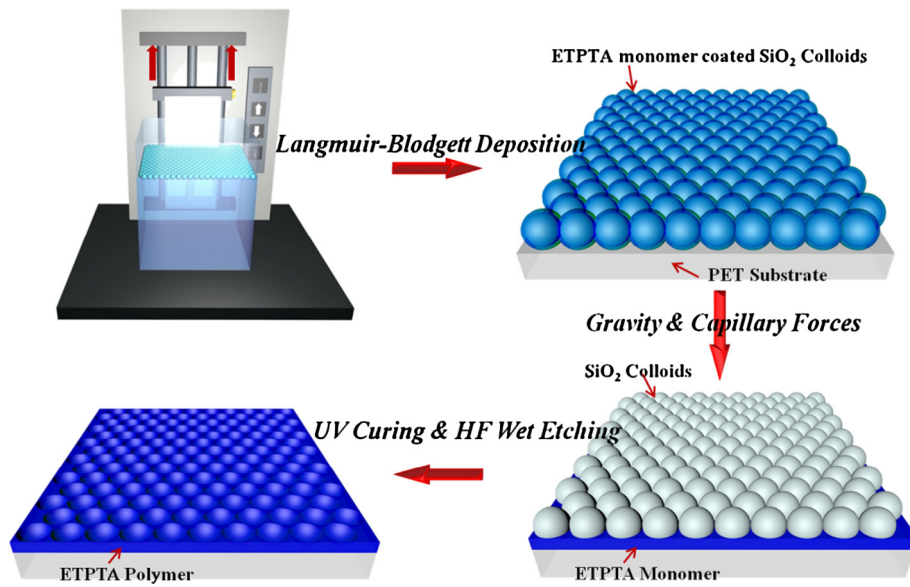 ETPTA monomer coated SiO₂ Colloids
Langmuir-Blodgett Deposition
PET Substrate
Gravity & Capillary Forces
SiO₂ Colloids
UV Curing & HF Wet Etching
ETPTA Polymer
ETPTA Monomer